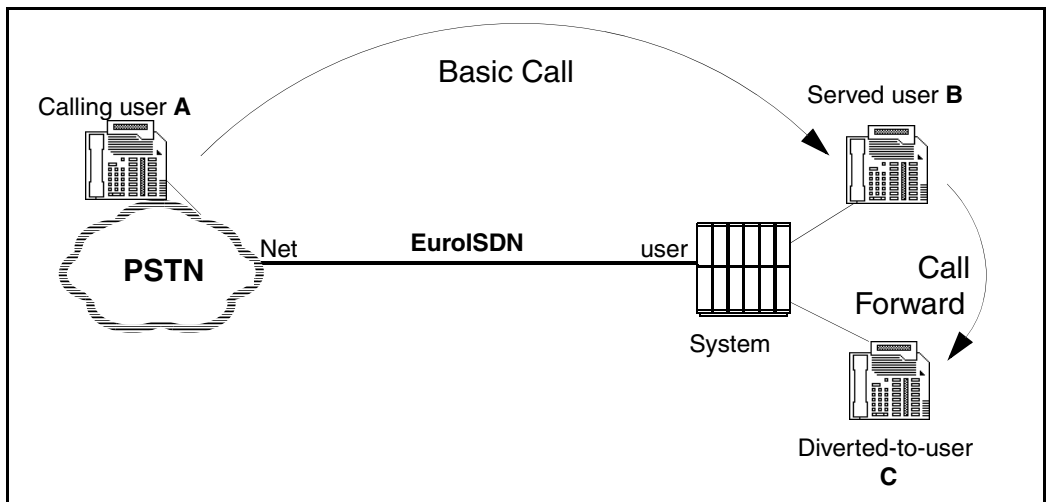 Basic Call
Calling user A
Served user B
PSTN
Net
EuroISDN
user
Call
Forward
System
Diverted-to-user
C